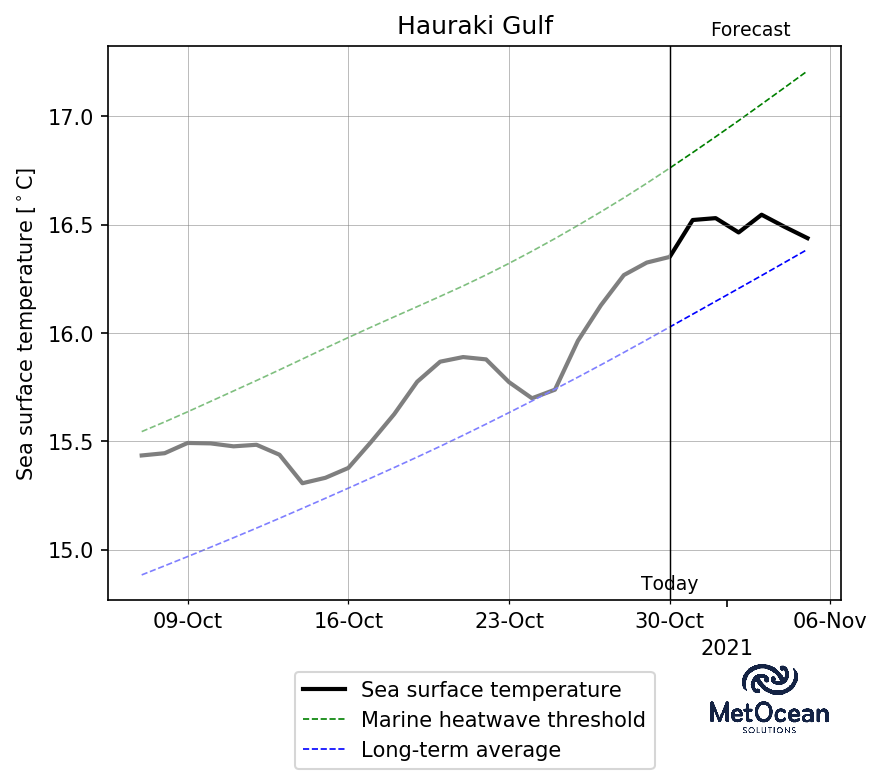 Hauraki Gulf
Forecast
Sea surface temperature [°C]
17.0
16.5
16.0
15.5
15.0
Today
09-Oct 16-Oct 23-Oct 30-Oct 06-Nov
2021
Sea surface temperature
Marine heatwave threshold
Long-term average
MetOcean
SOLUTIONS